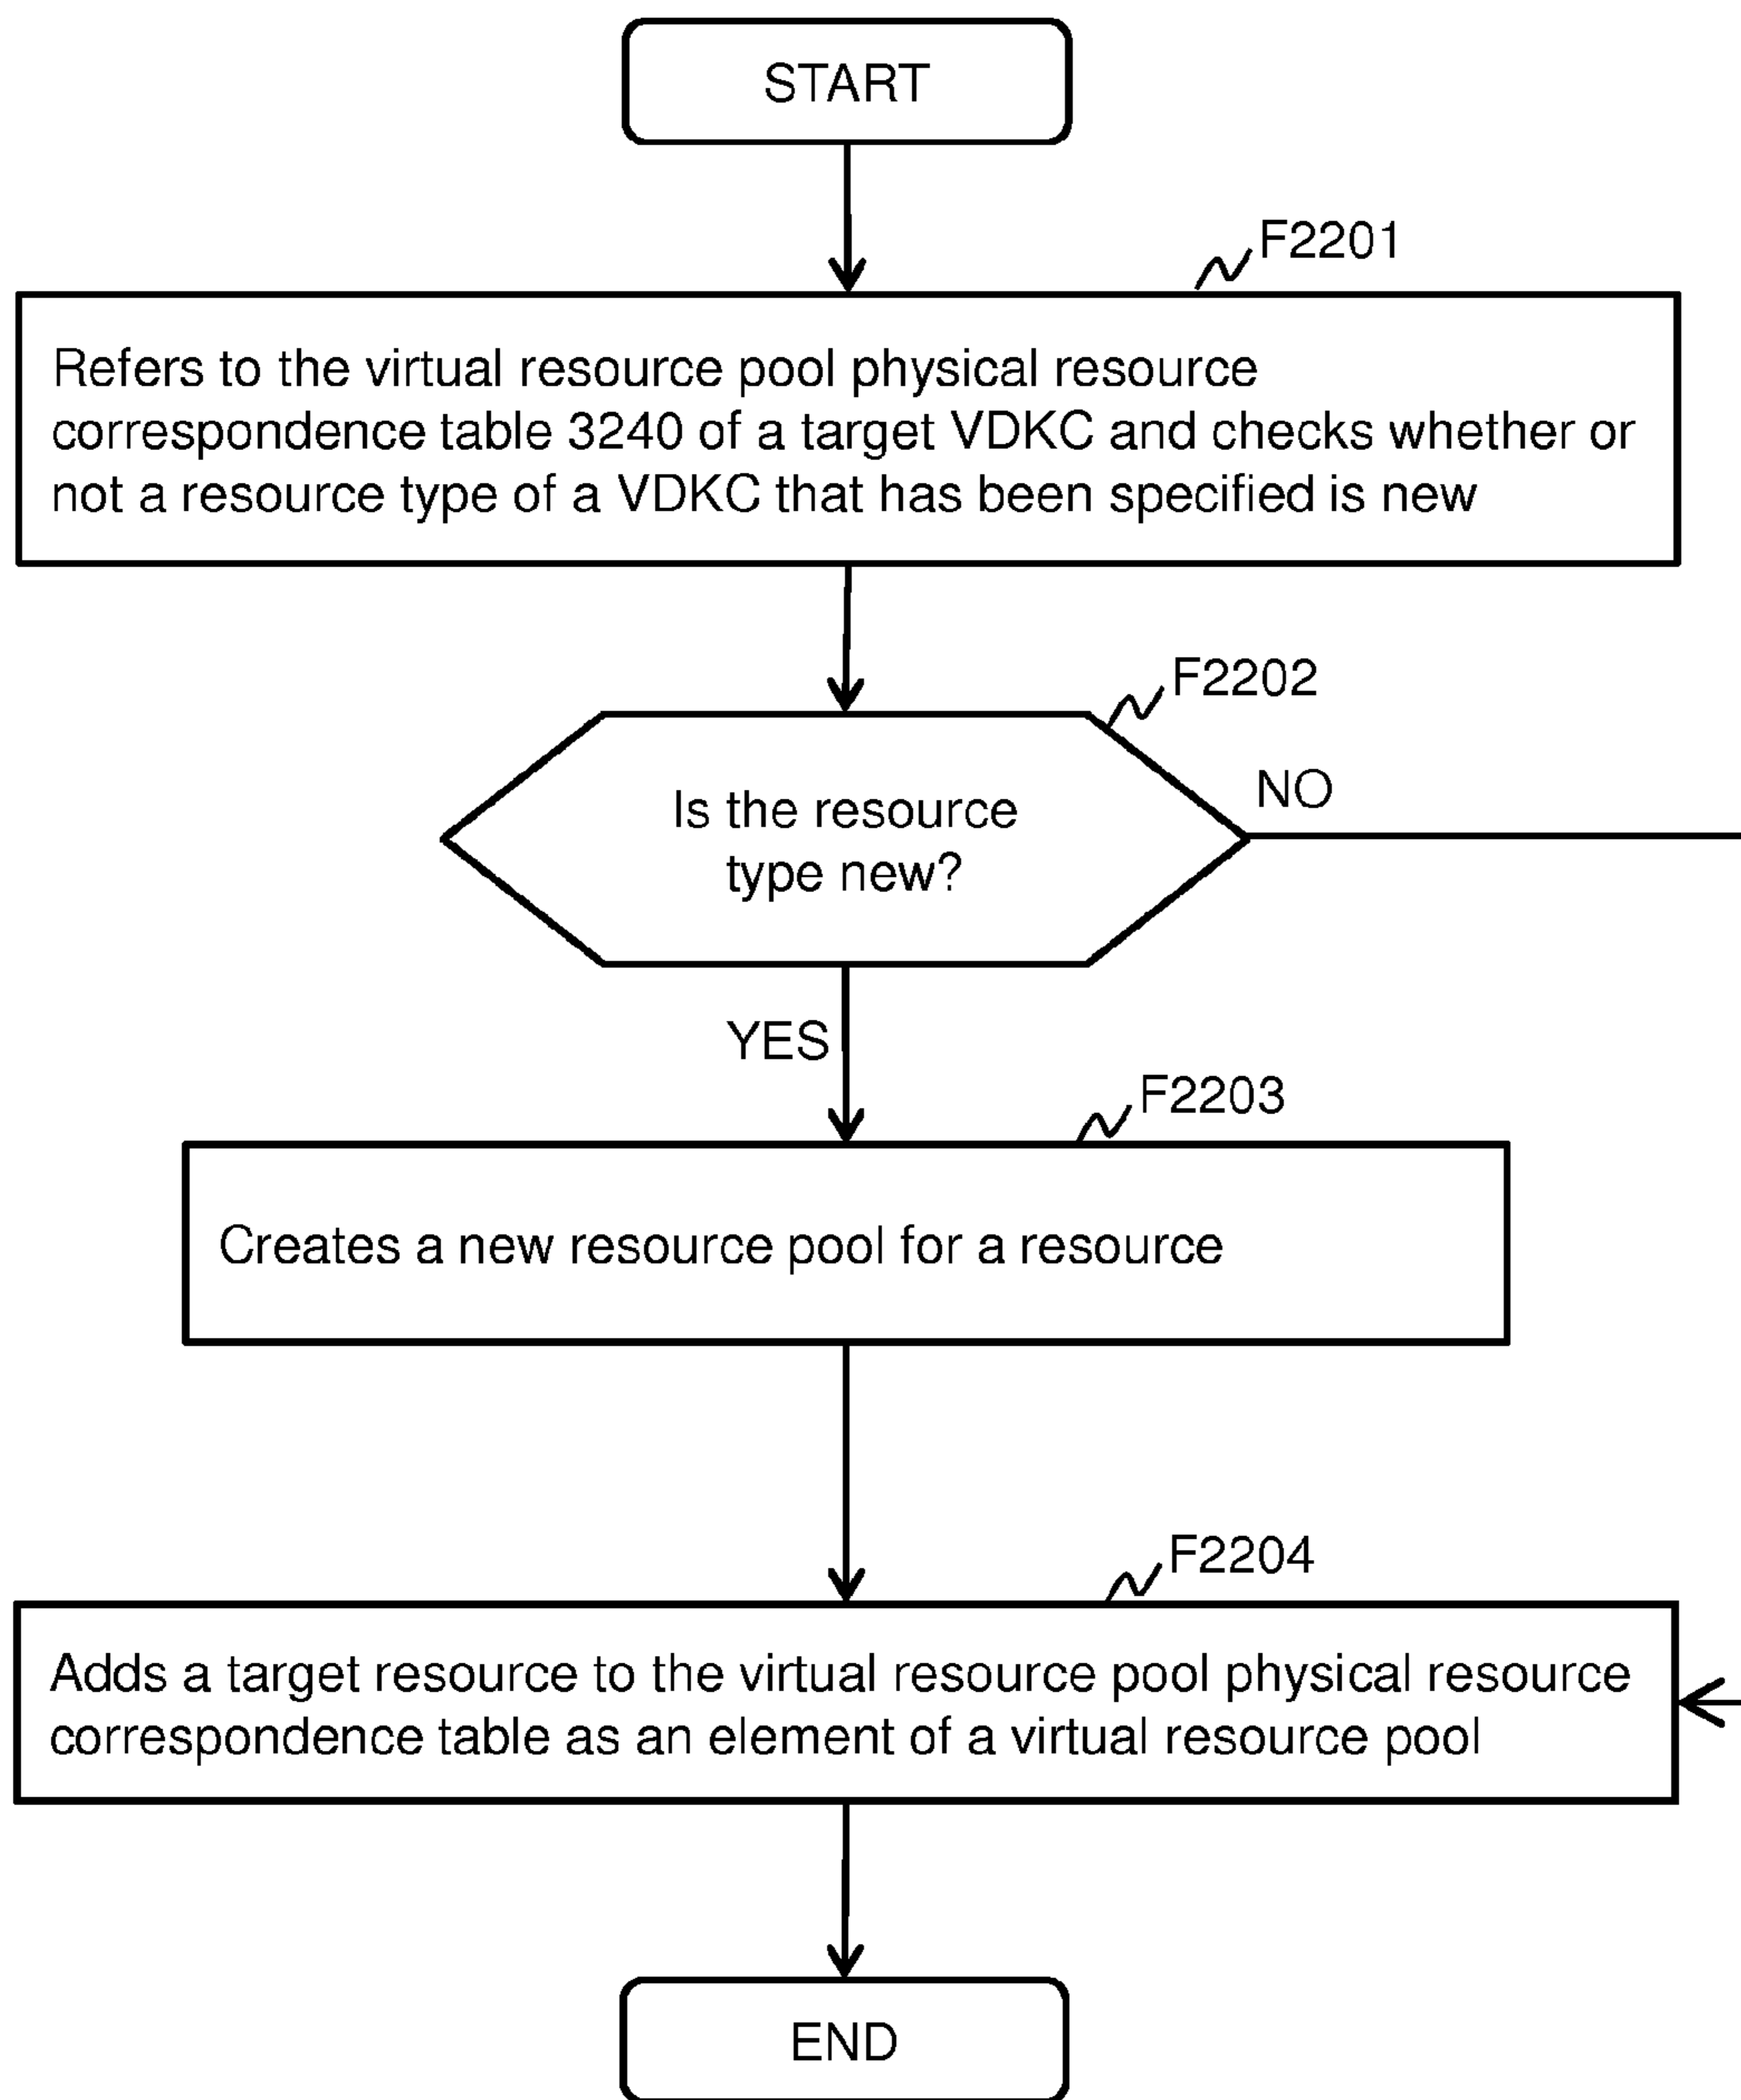 START
F2201
Refers to the virtual resource pool physical resource
correspondence table 3240 of a target VDKC and checks whether or
not a resource type of a VDKC that has been specified is new
F2202
Is the resource
type new?
NO
YES
F2203
Creates a new resource pool for a resource
F2204
Adds a target resource to the virtual resource pool physical resource
correspondence table as an element of a virtual resource pool
END